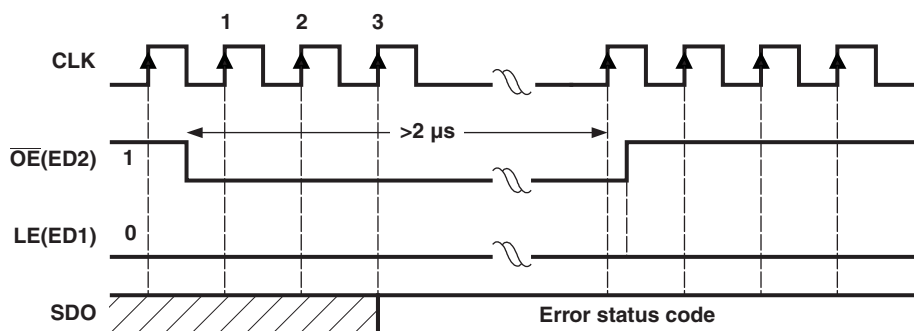 1 2 3
CLK
>2 µs
OE(ED2) 1
LE(ED1) 0
SDO Error status code